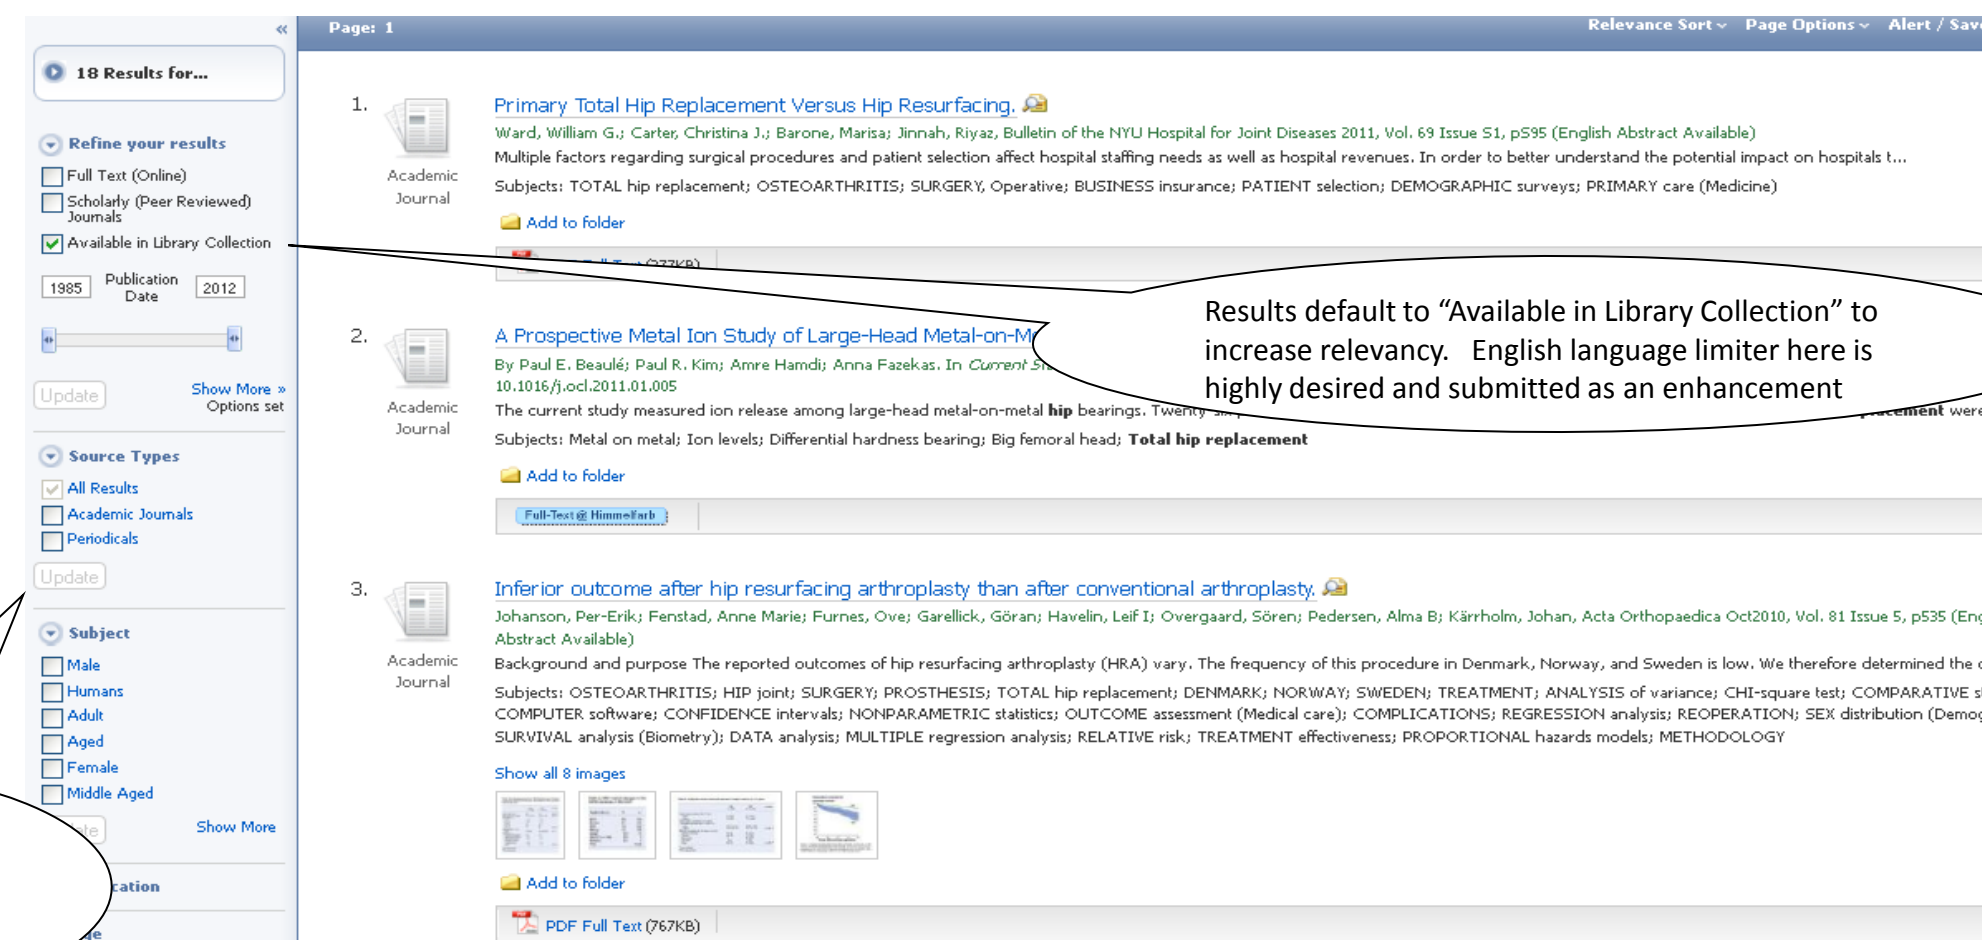 «
Page: 1
Relevance Sort Page Options Alert / Save
18 Results for...
Refine your results
Full Text (Online)
Scholarly (Peer Reviewed)
Journals
Available in Library Collection
1985 Publication 2012
Date
Update
Show More »
Options set
Source Types
All Results
Academic Journals
Periodicals
Update
Subject
Male
Humans
Adult
Aged
Female
Middle Aged
Show More
1.
Academic
Journal
Primary Total Hip Replacement Versus Hip Resurfacing.
Ward, William G.; Carter, Christina J.; Barone, Marisa; Jinnah, Riyaz, Bulletin of the NYU Hospital for Joint Diseases 2011, Vol. 69 Issue S1, pS95 (English Abstract Available)
Multiple factors regarding surgical procedures and patient selection affect hospital staffing needs as well as hospital revenues. In order to better understand the potential impact on hospitals t...
Subjects: TOTAL hip replacement; OSTEOARTHRITIS; SURGERY, Operative; BUSINESS insurance; PATIENT selection; DEMOGRAPHIC surveys; PRIMARY care (Medicine)
Add to folder
Full Text (277KB)
Results default to “Available in Library Collection” to
increase relevancy. English language limiter here is
highly desired and submitted as an enhancement
2.
Academic
Journal
A Prospective Metal Ion Study of Large-Head Metal-on-M
By Paul E. Beaulé; Paul R. Kim; Amre Hamdi; Anna Fazekas. In Current
10.1016/j.ocl.2011.01.005
The current study measured ion release among large-head metal-on-metal hip bearings. Twenty were
Subjects: Metal on metal; Ion levels; Differential hardness bearing; Big femoral head; Total hip replacement
Add to folder
Full-Text@ Himmelfarb
3.
Academic
Journal
Inferior outcome after hip resurfacing arthroplasty than after conventional arthroplasty.
Johanson, Per-Erik; Fenstad, Anne Marie; Furnes, Ove; Garellick, Göran; Havelin, Leif I; Overgaard, Sören; Pedersen, Alma B; Kärrholm, Johan, Acta Orthopaedica Oct2010, Vol. 81 Issue 5, p535 (Eng
Abstract Available)
Background and purpose The reported outcomes of hip resurfacing arthroplasty (HRA) vary. The frequency of this procedure in Denmark, Norway, and Sweden is low. We therefore determined the
Subjects: OSTEOARTHRITIS; HIP joint; SURGERY; PROSTHESIS; TOTAL hip replacement; DENMARK; NORWAY; SWEDEN; TREATMENT; ANALYSIS of variance; CHI-square test; COMPARATIVE
COMPUTER software; CONFIDENCE intervals; NONPARAMETRIC statistics; OUTCOME assessment (Medical care); COMPLICATIONS; REGRESSION analysis; REOPERATION; SEX distribution (Demog
SURVIVAL analysis (Biometry); DATA analysis; MULTIPLE regression analysis; RELATIVE risk; TREATMENT effectiveness; PROPORTIONAL hazards models; METHODOLOGY
Show all 8 images
Add to folder
PDF Full Text (767KB)